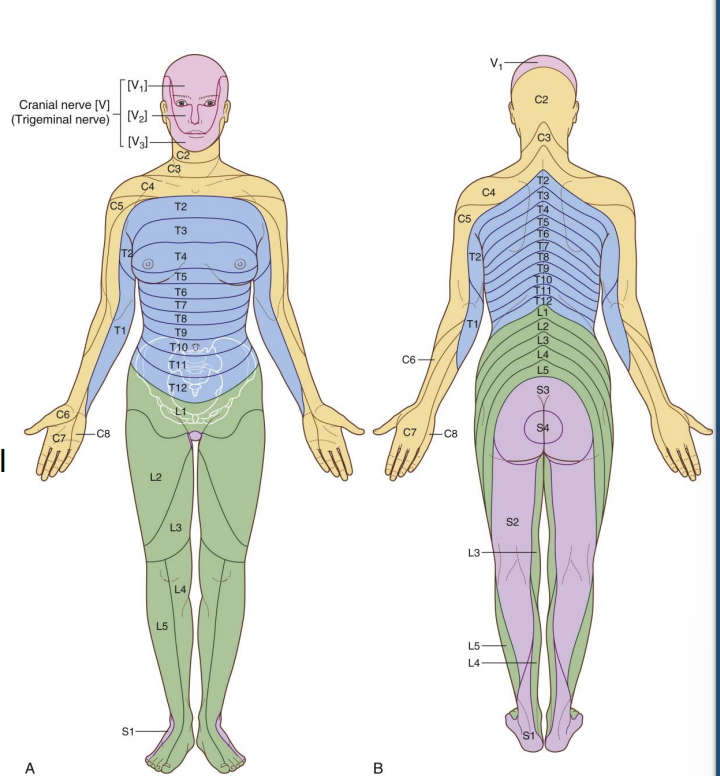 [V₁]
Cranial nerve [V]
(Trigeminal nerve)
[V₂]
[V₃]
C2
C3
C4
C5
T2
T3
T2
T4
T5
T6
T7
T8
T1
T9
T10
T11
T12
L1
C6
C7
C8
L2
L3
L4
L5
S1
A
V₁
C2
C3
T2
C4
T3
T4
C5
T5
T6
T7
T2
T8
T9
T10
T11
T12
L1
T1
L2
L3
L4
C6
L5
S3
S4
C7
C8
S2
L3
L5
L4
S1
B